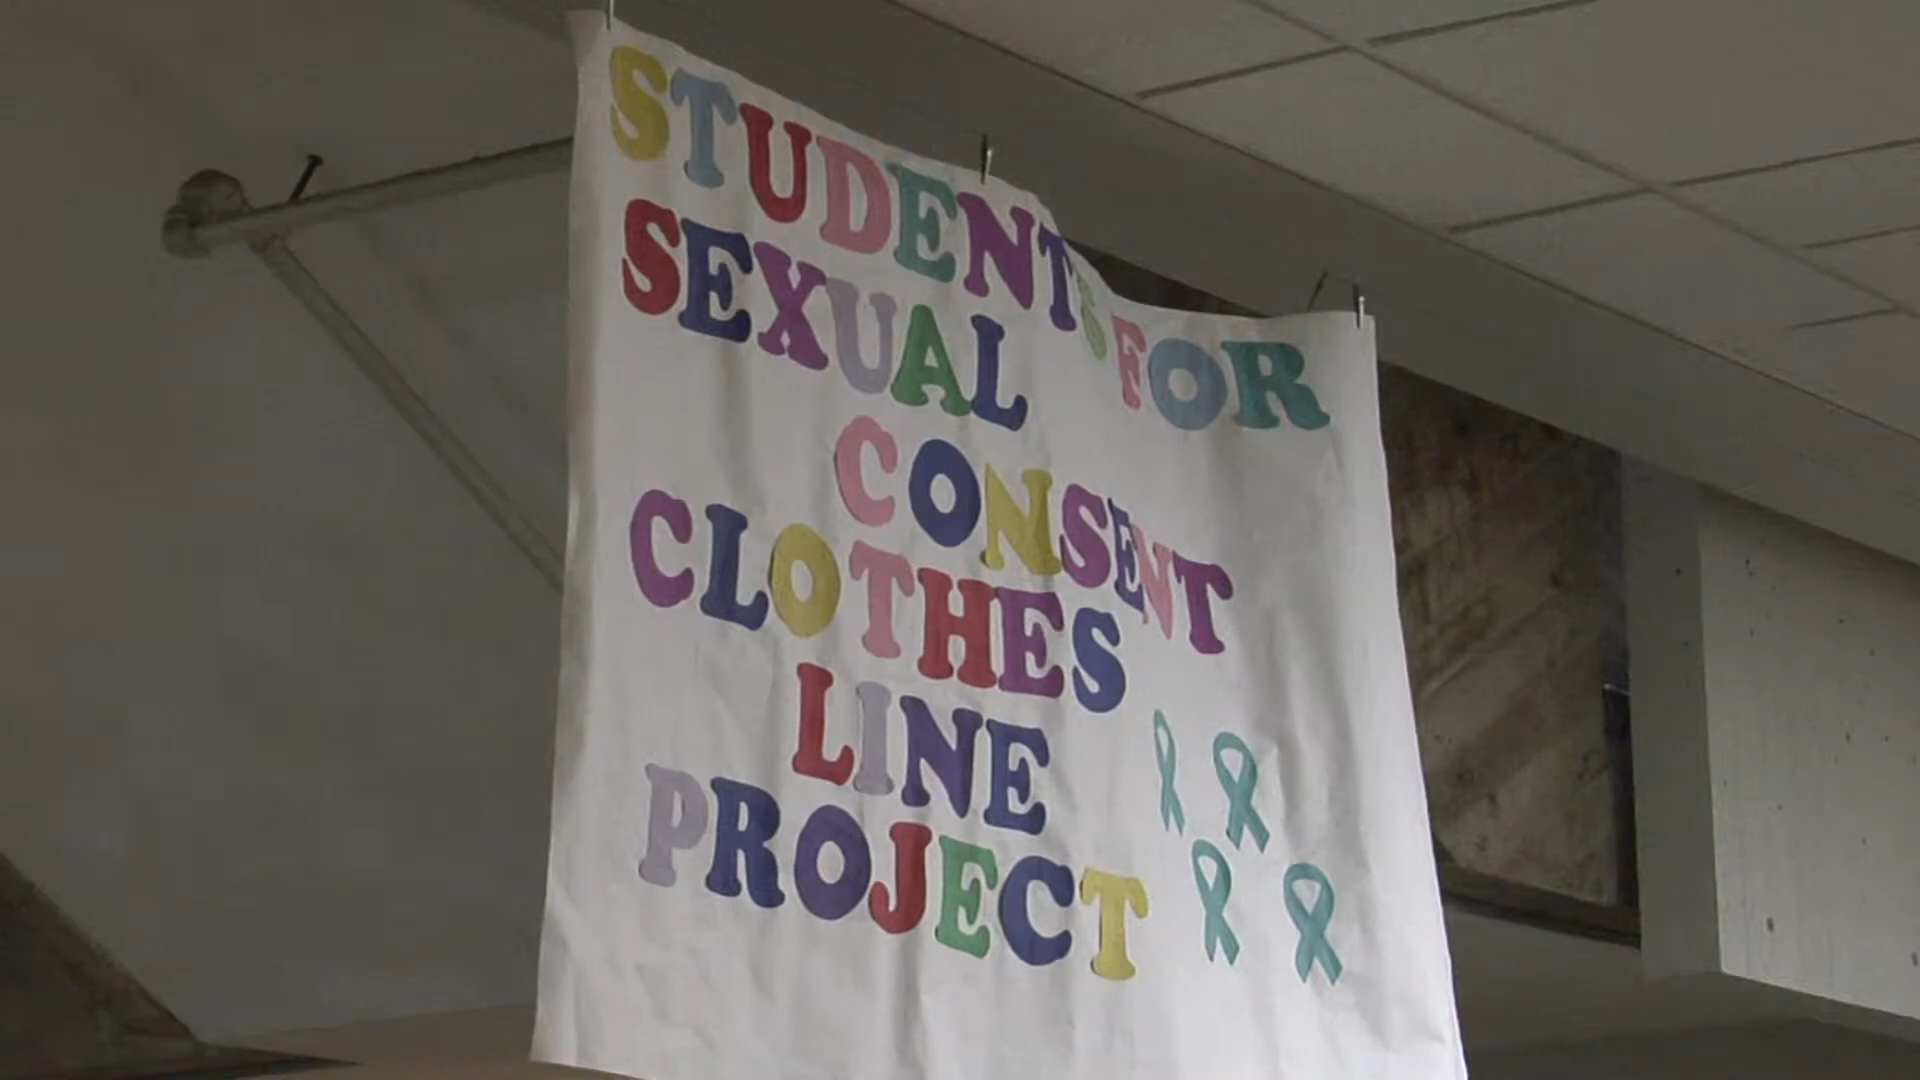 STUDENTS FOR
SEXUAL
CONSENT
CLOTHES
LINE
PROJECT